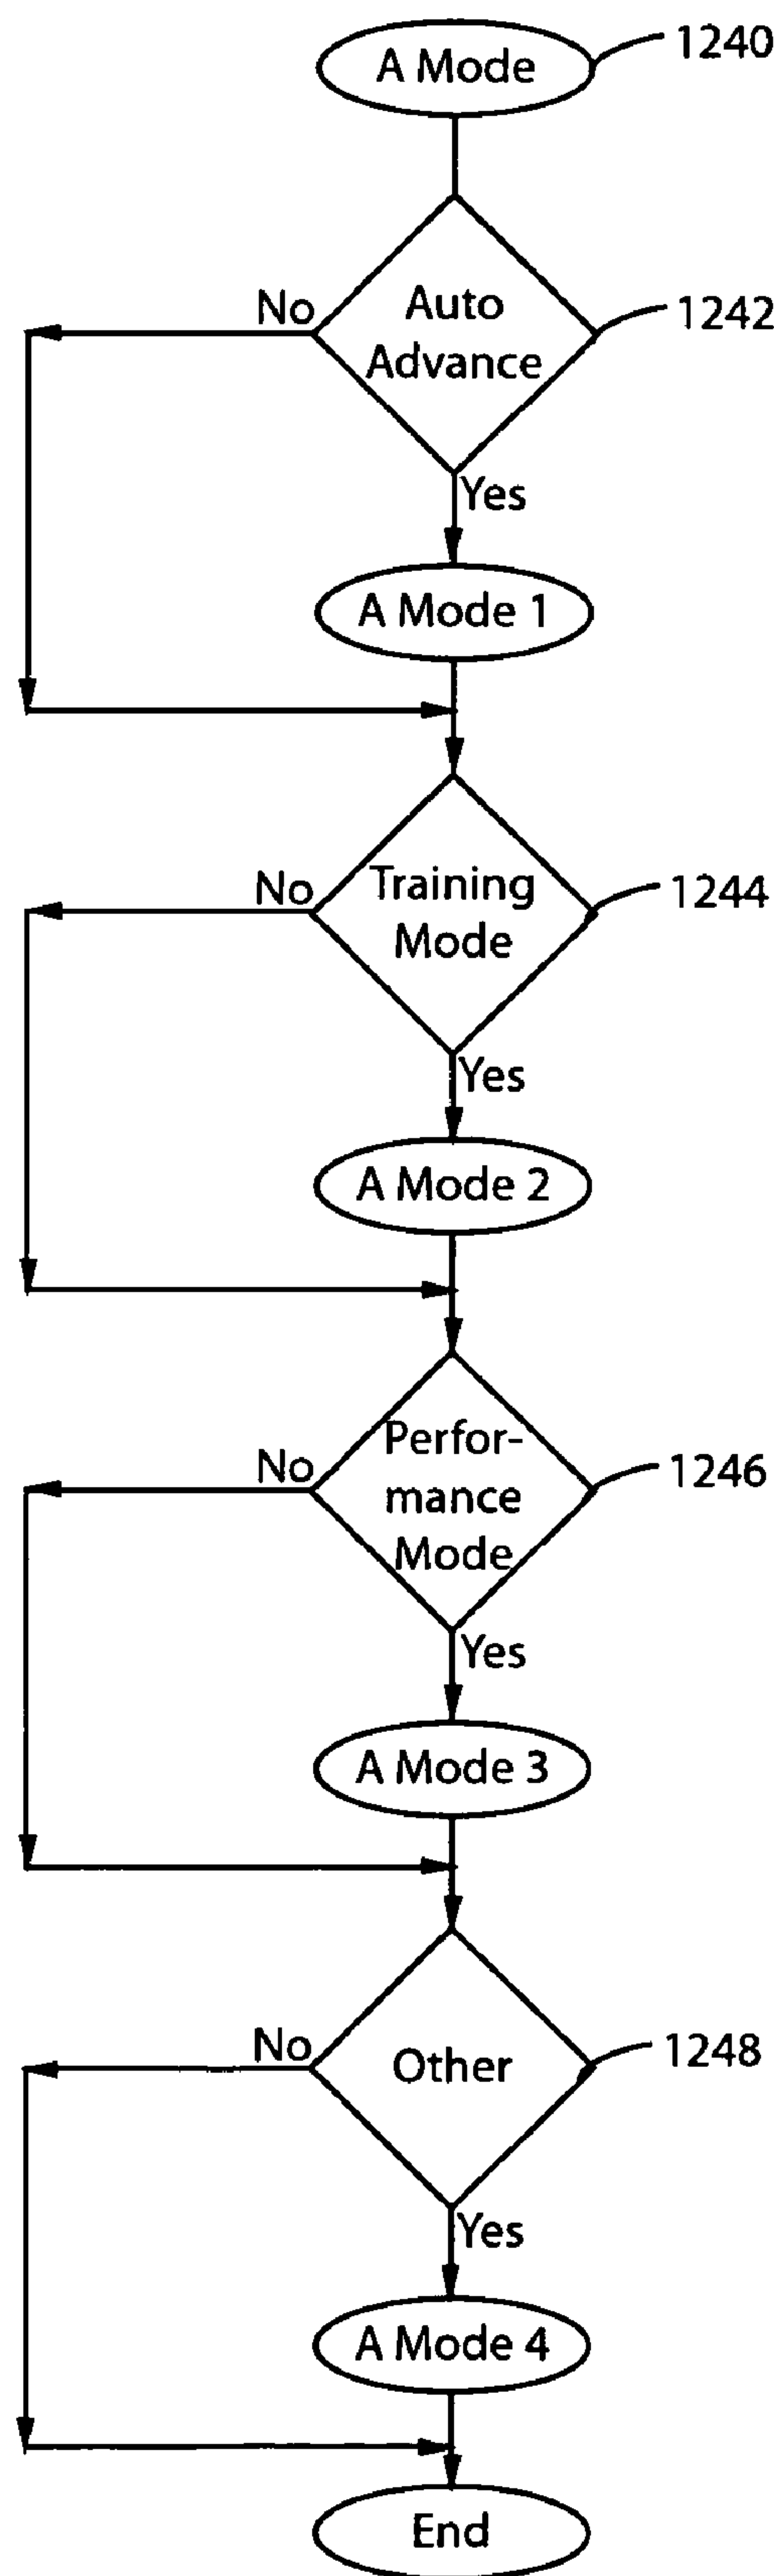 A Mode
1240
No
Auto
Advance
1242
Yes
A Mode 1
No
Training
Mode
1244
Yes
A Mode 2
No
Perfor-
mance
Mode
1246
Yes
A Mode 3
No
Other
1248
Yes
A Mode 4
End